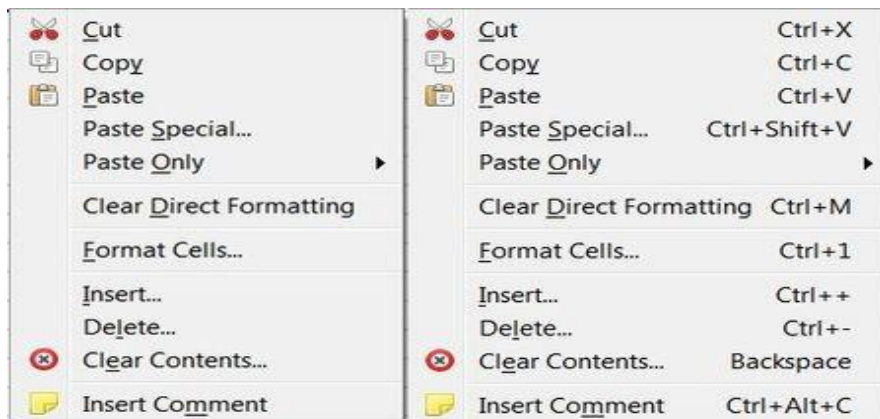 Cut
Copy
Paste
Paste Special...
Paste Only
Clear Direct Formatting
Format Cells...
Insert...
Delete...
Clear Contents...
Insert Comment
Cut Ctrl+X
Copy Ctrl+C
Paste Ctrl+V
Paste Special... Ctrl+Shift+V
Paste Only
Clear Direct Formatting Ctrl+M
Format Cells... Ctrl+1
Insert... Ctrl++
Delete... Ctrl+-
Clear Contents... Backspace
Insert Comment Ctrl+Alt+C